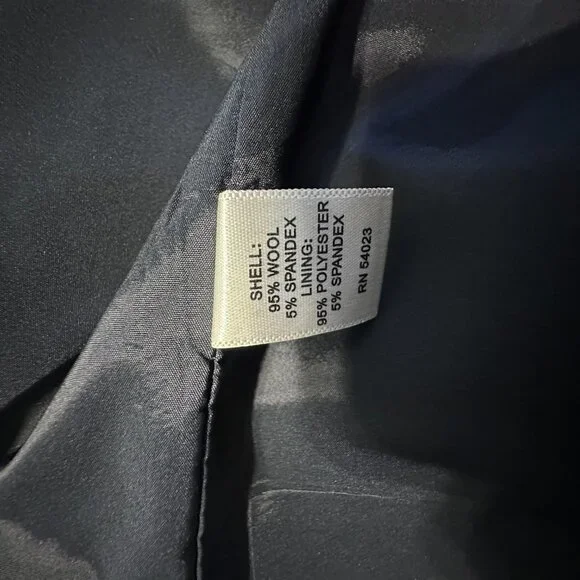 SHELL:
95% WOOL
5% SPANDEX
LINING:
95% POLYESTER
5% SPANDEX
RN 54023